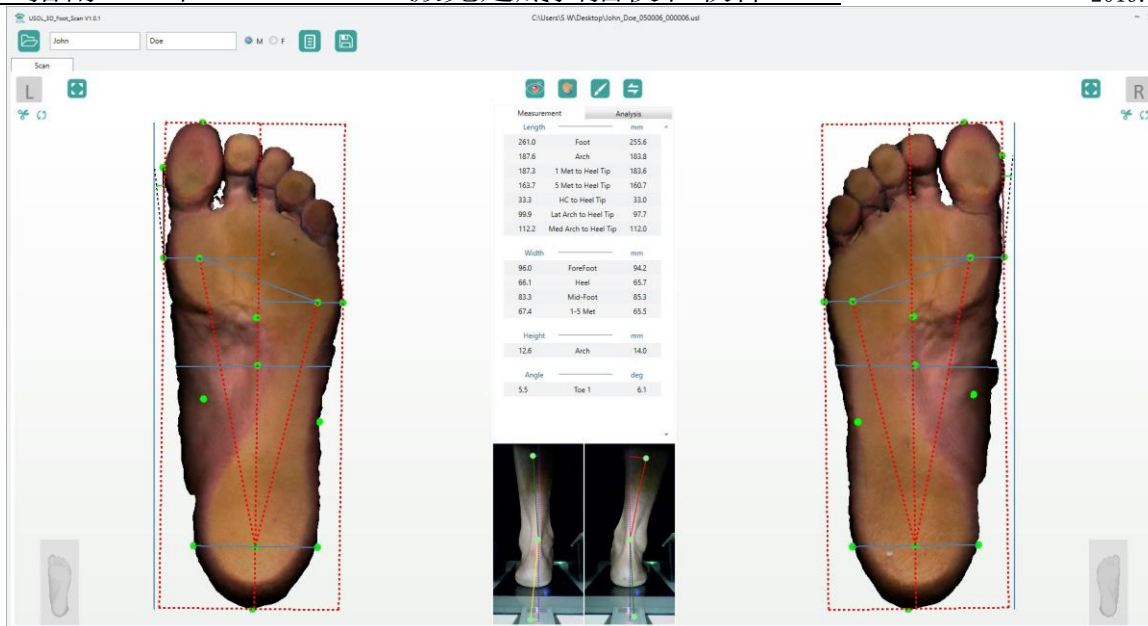 USOL_3D_Foot_Scan V1.0.1
C:\Users\S W\Desktop\John_Doe_050006_000006.usl
John Doe M F
Scan
L
R
Measurement Analysis
Length mm
261.0 Foot 255.6
187.6 Arch 183.8
187.3 1 Met to Heel Tip 183.6
163.7 5 Met to Heel Tip 160.7
33.3 HC to Heel Tip 33.0
99.9 Lat Arch to Heel Tip 97.7
112.2 Med Arch to Heel Tip 112.0
Width mm
96.0 ForeFoot 94.2
66.1 Heel 65.7
83.3 Mid-Foot 85.3
67.4 1-5 Met 65.5
Height mm
12.6 Arch 14.0
Angle deg
5.5 Toe 1 6.1